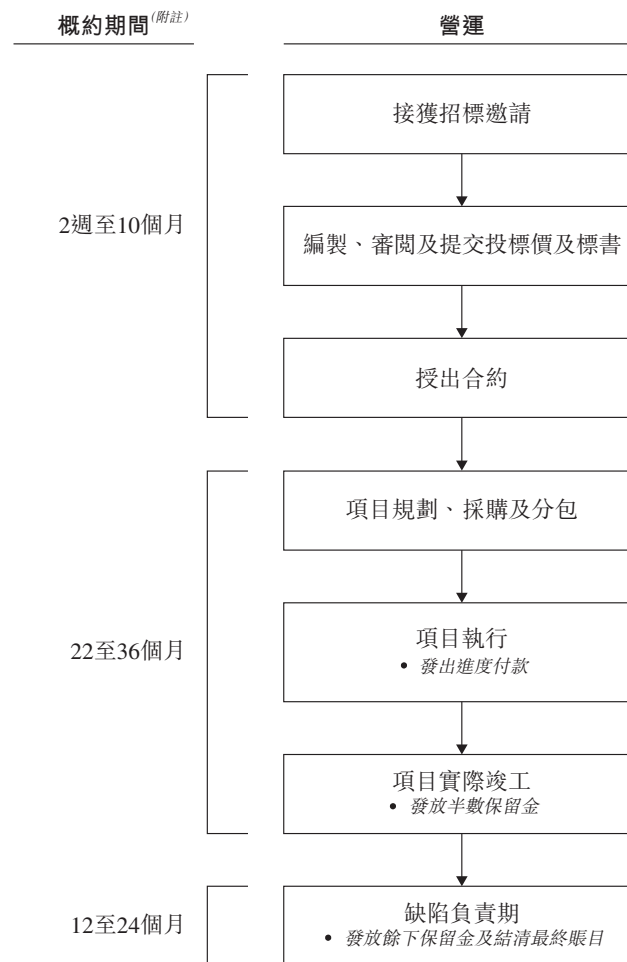 概約期間(附註)
營運
2週至10個月
接獲招標邀請
編製、審閱及提交投標價及標書
授出合約
22至36個月
項目規劃、採購及分包
項目執行
• 發出進度付款
項目實際竣工
• 發放半數保留金
12至24個月
缺陷負責期
• 發放餘下保留金及結清最終賬目